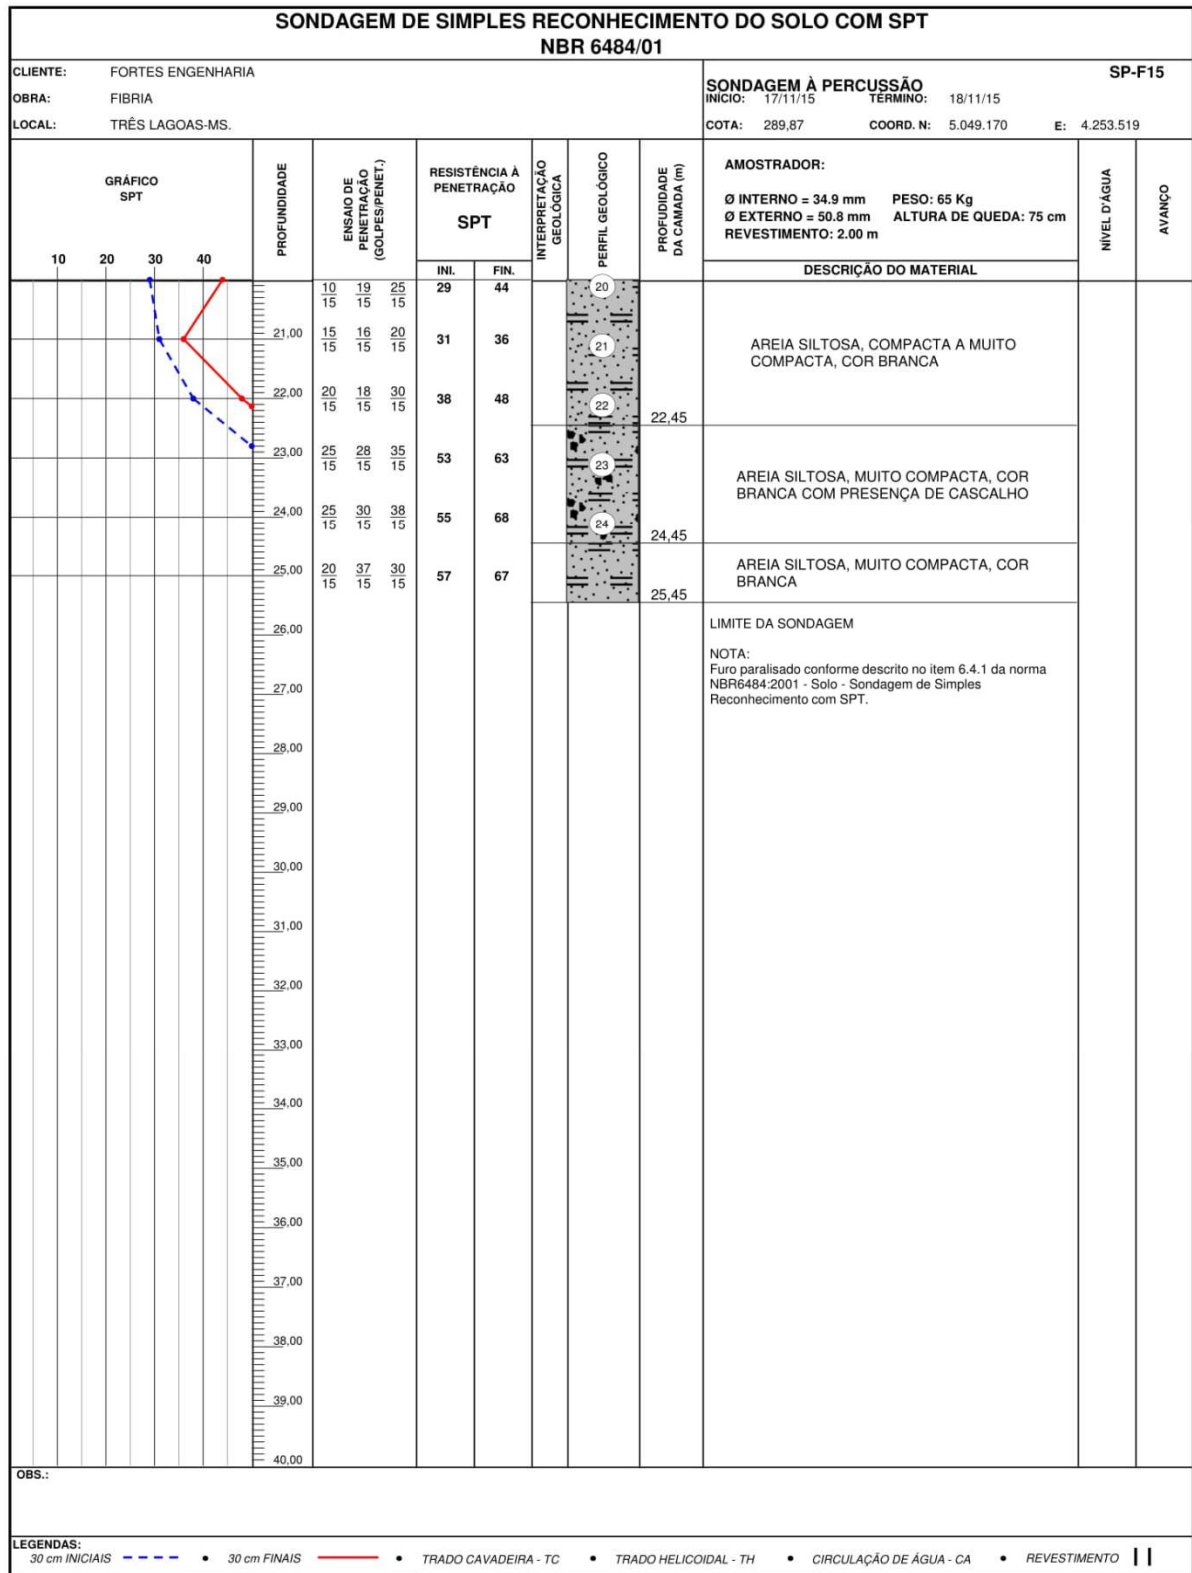 SONDAGEM DE SIMPLES RECONHECIMENTO DO SOLO COM SPT
NBR 6484/01
CLIENTE: FORTES ENGENHARIA
OBRA: FIBRIA
LOCAL: TRÊS LAGOAS-MS.
SP-F15
SONDAGEM À PERCUSSÃO
INÍCIO: 17/11/15 TÉRMINO: 18/11/15
COTA: 289,87 COORD. N: 5.049.170 E: 4.253.519
GRÁFICO
SPT
10 20 40
PROFUNDIDADE
ENSAIO DE
PENETRAÇÃO
(GOLPES/PENET.)
RESISTÊNCIA À
PENETRAÇÃO
SPT
INI. FIN.
INTERPRETAÇÃO
GEOLÓGICA
PERFIL GEOLÓGICO
PROFUDIDADE
DA CAMADA (m)
AMOSTRADOR:
Ø INTERNO = 34.9 mm PESO: 65 Kg
Ø EXTERNO = 50.8 mm ALTURA DE QUEDA: 75 cm
REVESTIMENTO: 2.00 m
DESCRIÇÃO DO MATERIAL
NÍVEL D'ÁGUA
AVANÇO
10 19 25 29 44 20
15 15 15
21,00 15 16 20 31 36 21
15 15 15
AREIA SILTOSA, COMPACTA A MUITO
COMPACTA, COR BRANCA
22,00 20 18 30 38 48 22
15 15 15
22,45
23,00 25 28 35 53 63 23
15 15 15
AREIA SILTOSA, MUITO COMPACTA, COR
BRANCA COM PRESENÇA DE CASCALHO
24,00 25 30 38 55 68 24
15 15 15
24,45
25,00 20 37 30 57 67
15 15 15
AREIA SILTOSA, MUITO COMPACTA, COR
BRANCA
25,45
LIMITE DA SONDAGEM
NOTA:
Furo paralisado conforme descrito no item 6.4.1 da norma
NBR6484:2001 - Solo - Sondagem de Simples
Reconhecimento com SPT.
26,00
27,00
28,00
29,00
30,00
31,00
32,00
33,00
34,00
35,00
36,00
37,00
38,00
39,00
40,00
OBS.:
LEGENDAS:
30 cm INICIAIS • 30 cm FINAIS • TRADO CAVADEIRA - TC • TRADO HELICOIDAL - TH • CIRCULAÇÃO DE ÁGUA - CA • REVESTIMENTO